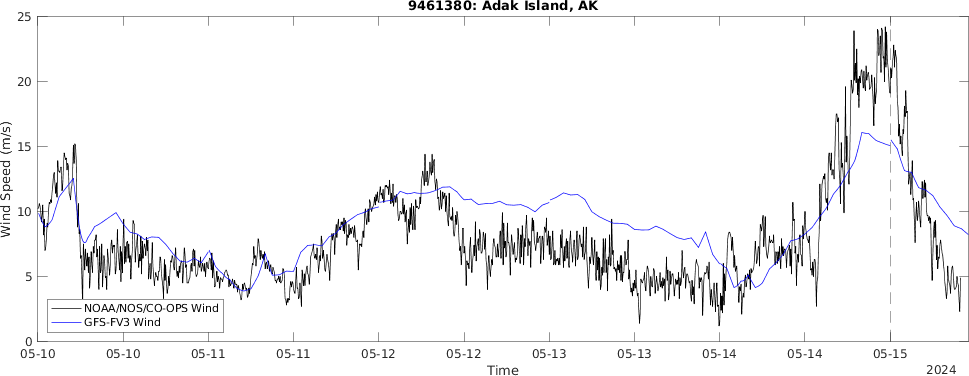 9461380: Adak Island, AK
25
20
15
10
5
0
Wind Speed (m/s)
NOAA/NOS/CO-OPS Wind
GFS-FV3 Wind
05-10 05-10 05-11 05-11 05-12 05-12 05-13 05-13 05-14 05-14 05-15
Time
2024